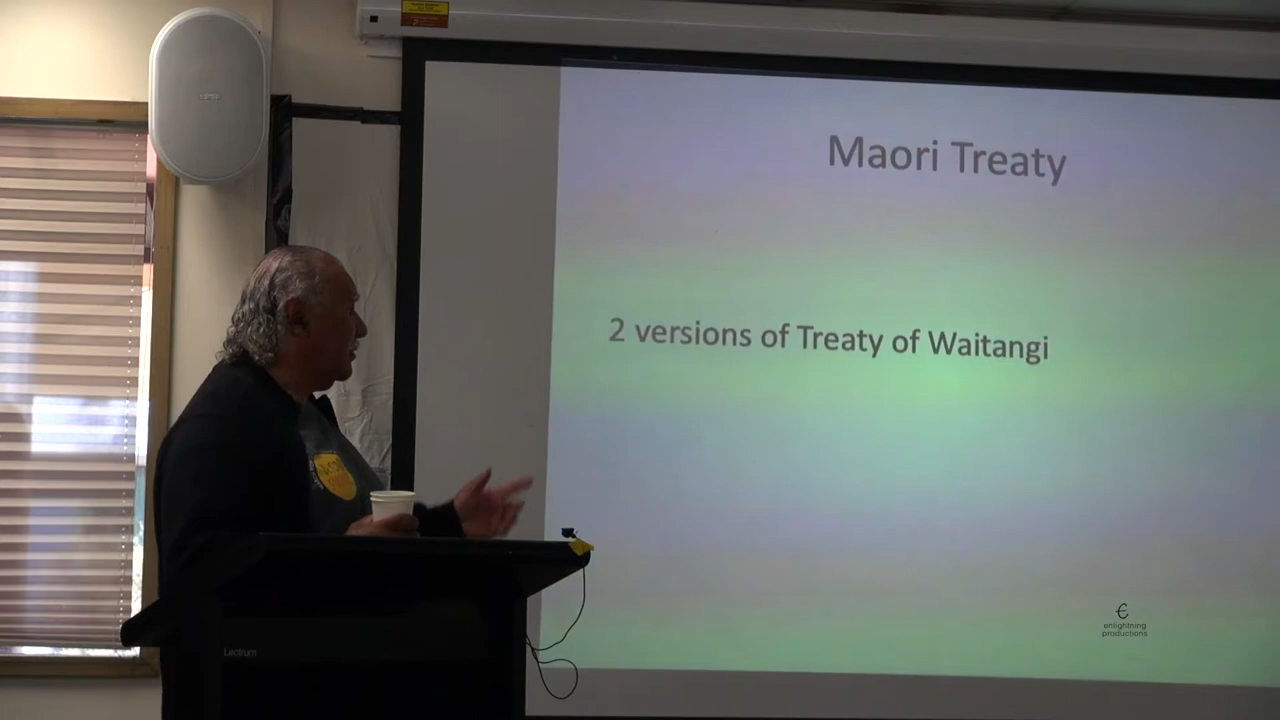 Maori Treaty
2 versions of Treaty of Waitangi
€
enlightning
productions
Lectrum